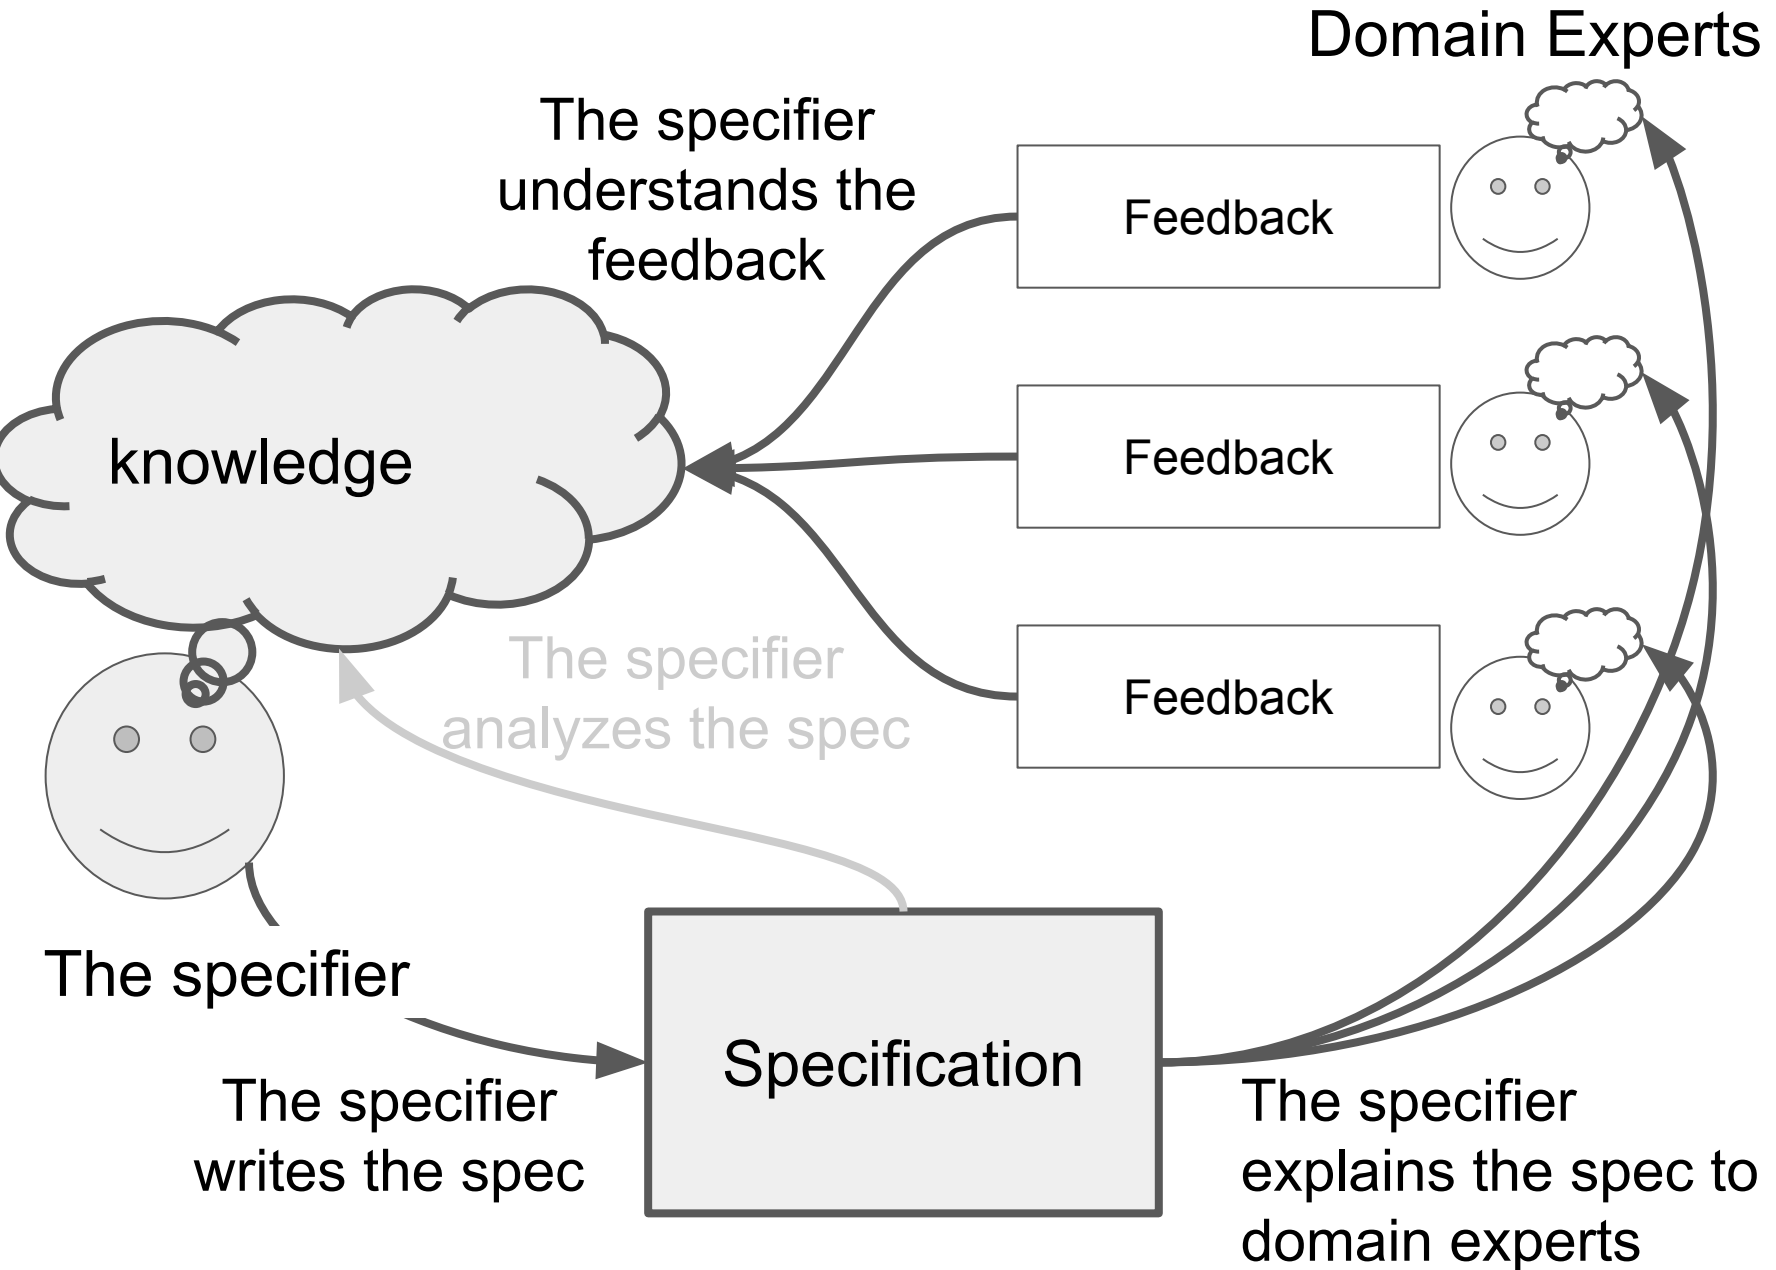 Domain Experts
The specifier
understands the
feedback
Feedback
knowledge
Feedback
The specifier
analyzes the spec
Feedback
The specifier
Specification
The specifier
writes the spec
The specifier
explains the spec to
domain experts